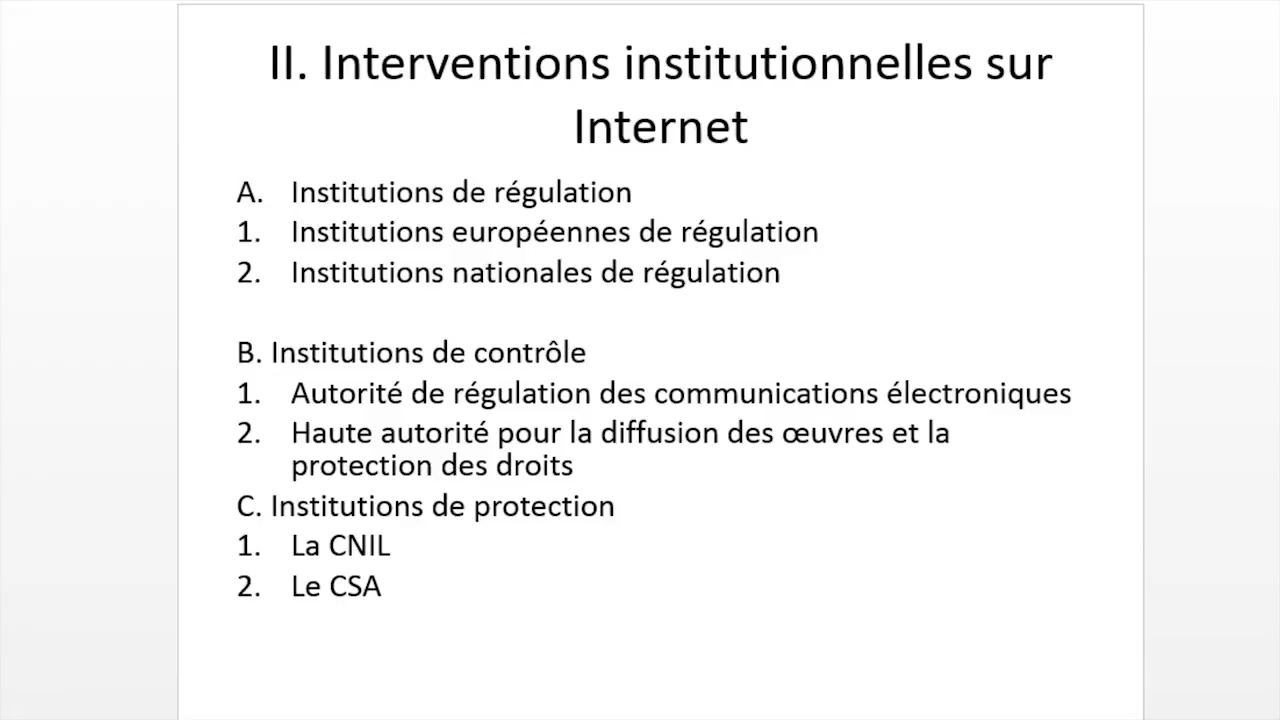 II. Interventions institutionnelles sur
Internet
A. Institutions de régulation
1. Institutions européennes de régulation
2. Institutions nationales de régulation
B. Institutions de contrôle
1. Autorité de régulation des communications électroniques
2. Haute autorité pour la diffusion des œuvres et la
protection des droits
C. Institutions de protection
1. La CNIL
2. Le CSA